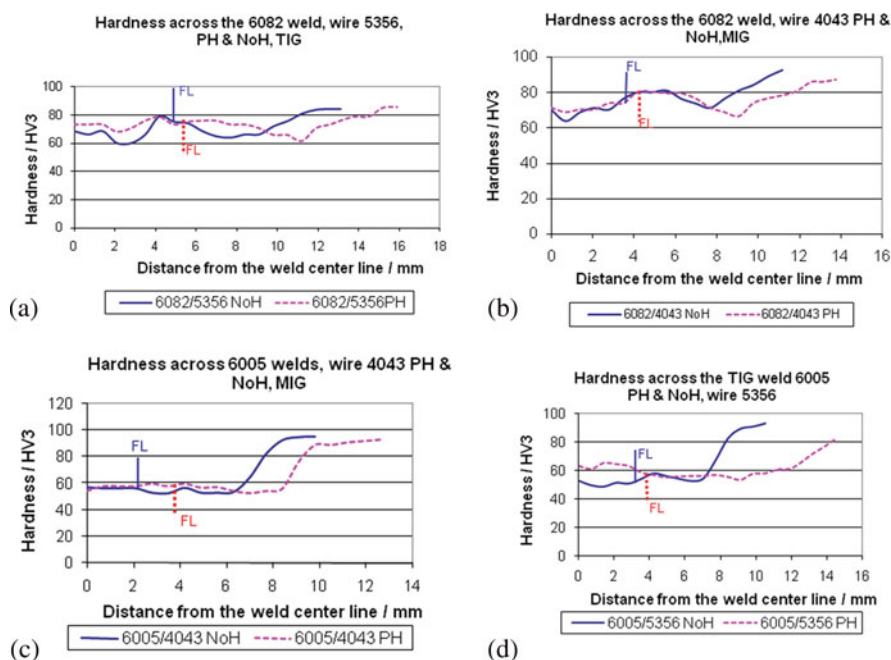 Hardness across the 6082 weld, wire 5356,
PH & NoH, TIG
Hardness / HV3
100
80
60
40
20
0
FL
FL
0 2 4 6 8 10 12 14 16 18
Distance from the weld center line / mm
6082/5356 NoH 6082/5356PH
(a)
Hardness across the 6082 weld, wire 4043 PH &
NoH,MIG
Hardness / HV3
100
80
60
40
20
0
FL
FL
0 2 4 6 8 10 12 14 16
Distance from the weld center line / mm
6082/4043 NoH 6082/4043 PH
(b)
Hardness across 6005 welds, wire 4043 PH &
NoH, MIG
Hardness / HV3
120
100
80
60
40
20
0
FL
FL
0 2 4 6 8 10 12 14
Distance from the weld center line / mm
6005/4043 NoH 6005/4043 PH
(c)
Hardness across the TIG weld 6005
PH & NoH, wire 5356
Hardness / HV3
100
80
60
40
20
0
FL
FL
0 2 4 6 8 10 12 14 16
Distance from the weld center line / mm
6005/5356 NoH 6005/5356 PH
(d)